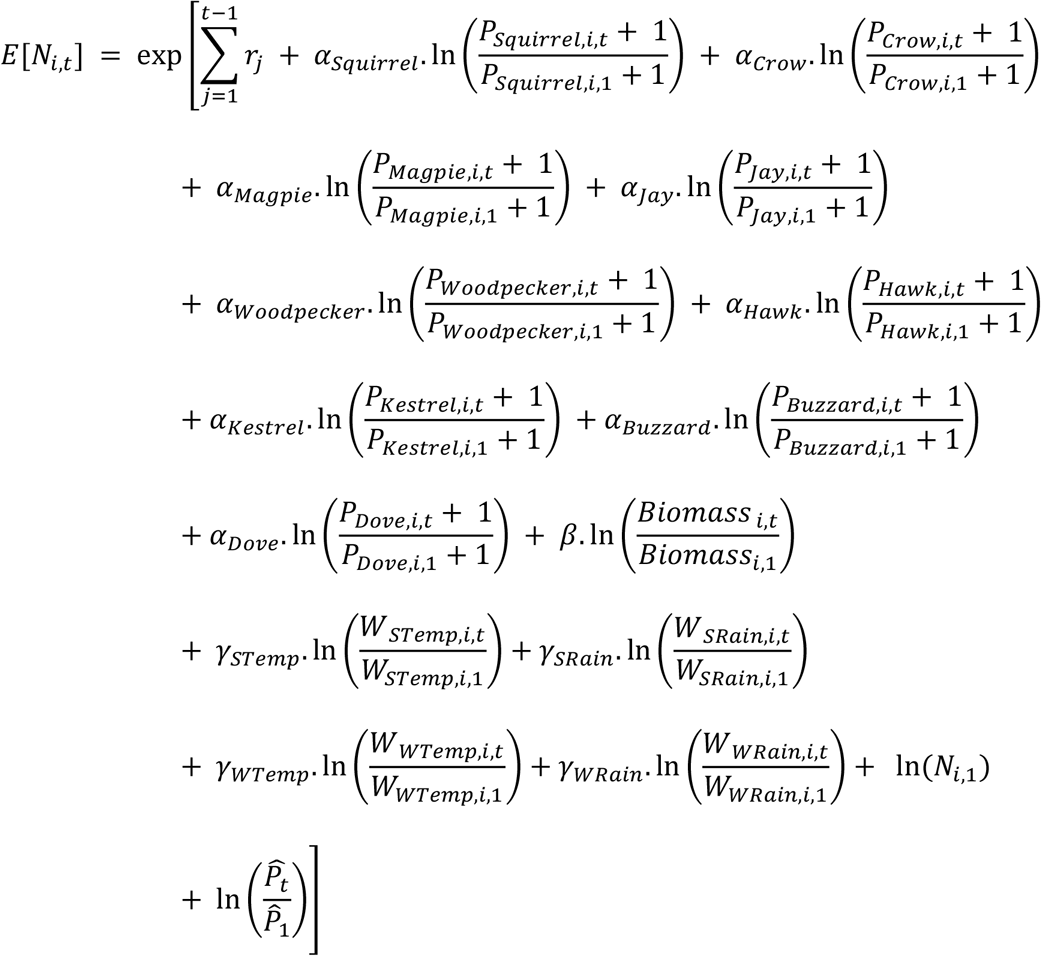 E[N_{i,t}] = exp[∑_{j=1}^{t−1} r_j + α_{Squirrel}.ln((P_{Squirrel,i,t} + 1)/(P_{Squirrel,i,1} + 1)) + α_{Crow}.ln((P_{Crow,i,t} + 1)/(P_{Crow,i,1} + 1))
+ α_{Magpie}.ln((P_{Magpie,i,t} + 1)/(P_{Magpie,i,1} + 1)) + α_{Jay}.ln((P_{Jay,i,t} + 1)/(P_{Jay,i,1} + 1))
+ α_{Woodpecker}.ln((P_{Woodpecker,i,t} + 1)/(P_{Woodpecker,i,1} + 1)) + α_{Hawk}.ln((P_{Hawk,i,t} + 1)/(P_{Hawk,i,1} + 1))
+ α_{Kestrel}.ln((P_{Kestrel,i,t} + 1)/(P_{Kestrel,i,1} + 1)) + α_{Buzzard}.ln((P_{Buzzard,i,t} + 1)/(P_{Buzzard,i,1} + 1))
+ α_{Dove}.ln((P_{Dove,i,t} + 1)/(P_{Dove,i,1} + 1)) + β.ln(Biomass_{i,t}/Biomass_{i,1})
+ γ_{STemp}.ln(W_{STemp,i,t}/W_{STemp,i,1}) + γ_{SRain}.ln(W_{SRain,i,t}/W_{SRain,i,1})
+ γ_{WTemp}.ln(W_{WTemp,i,t}/W_{WTemp,i,1}) + γ_{WRain}.ln(W_{WRain,i,t}/W_{WRain,i,1}) + ln(N_{i,1})
+ ln(P̂_t/P̂_1)]